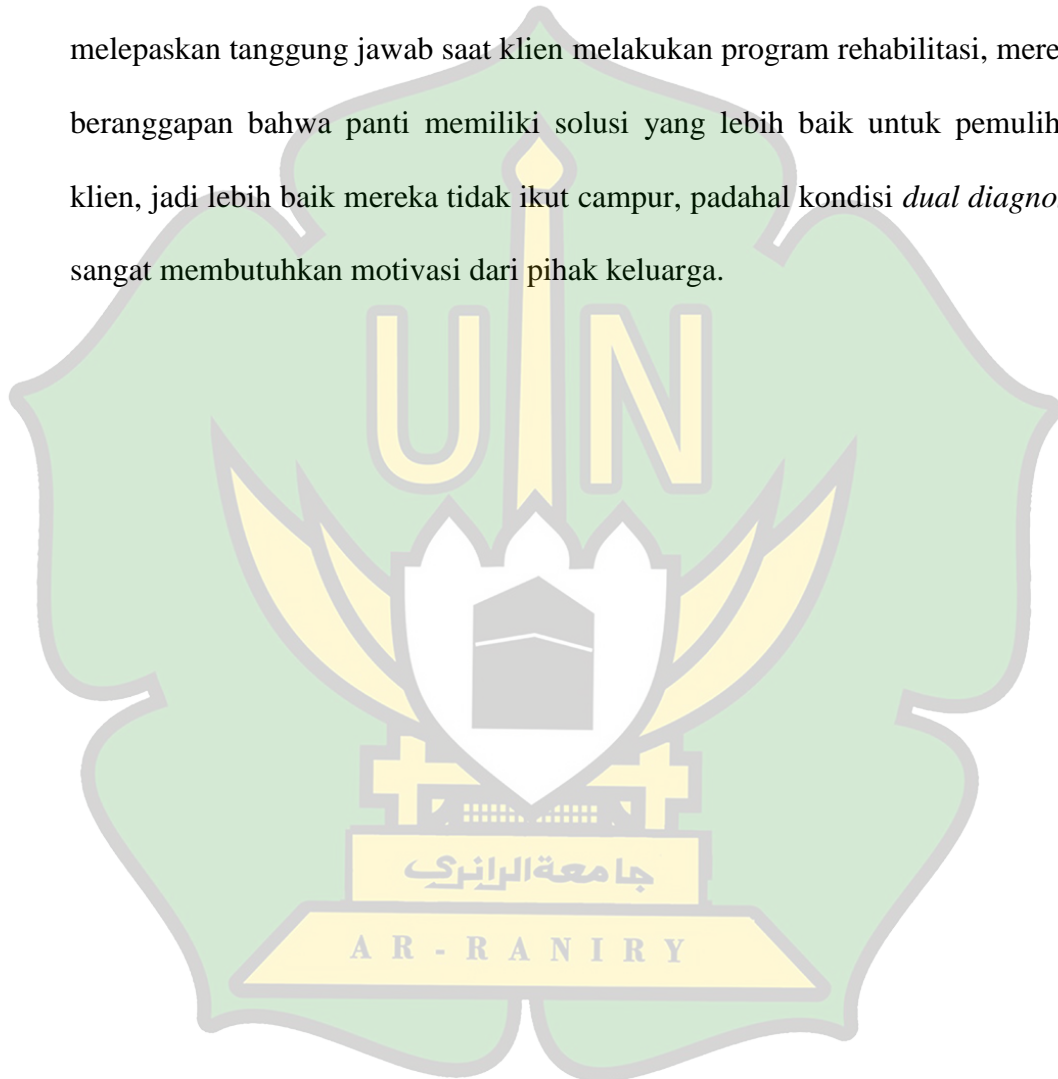 melepaskan tanggung jawab saat klien melakukan program rehabilitasi, mere
beranggapan bahwa panti memiliki solusi yang lebih baik untuk pemulih
klien, jadi lebih baik mereka tidak ikut campur, padahal kondisi dual diagno
sangat membutuhkan motivasi dari pihak keluarga.
UIN
جامعةالرانري
AR-RANIRY